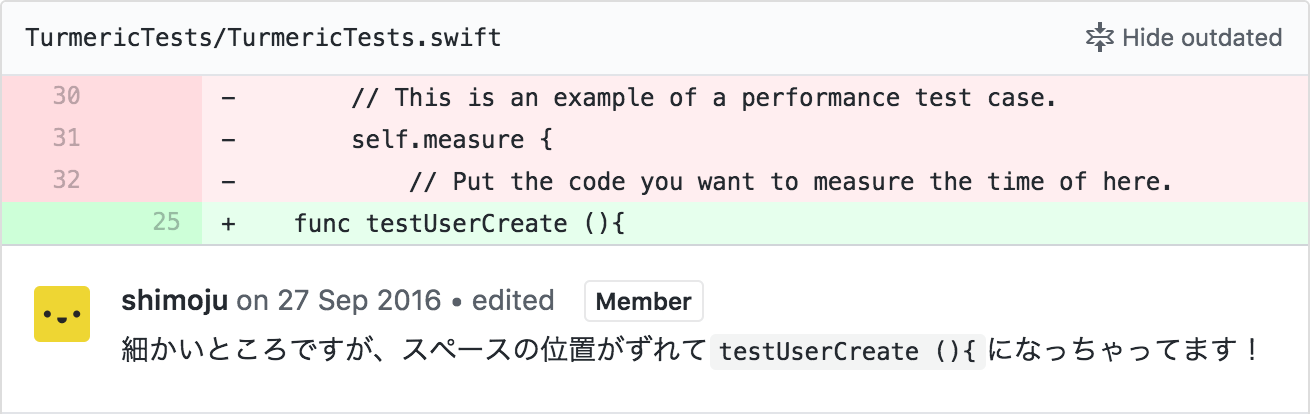 TurmericTests/TurmericTests.swift Hide outdated
30 - // This is an example of a performance test case.
31 - self.measure {
32 - // Put the code you want to measure the time of here.
25 + func testUserCreate (){
shimoju on 27 Sep 2016 • edited Member
細かいところですが、スペースの位置がずれて testUserCreate (){ になっちゃってます！